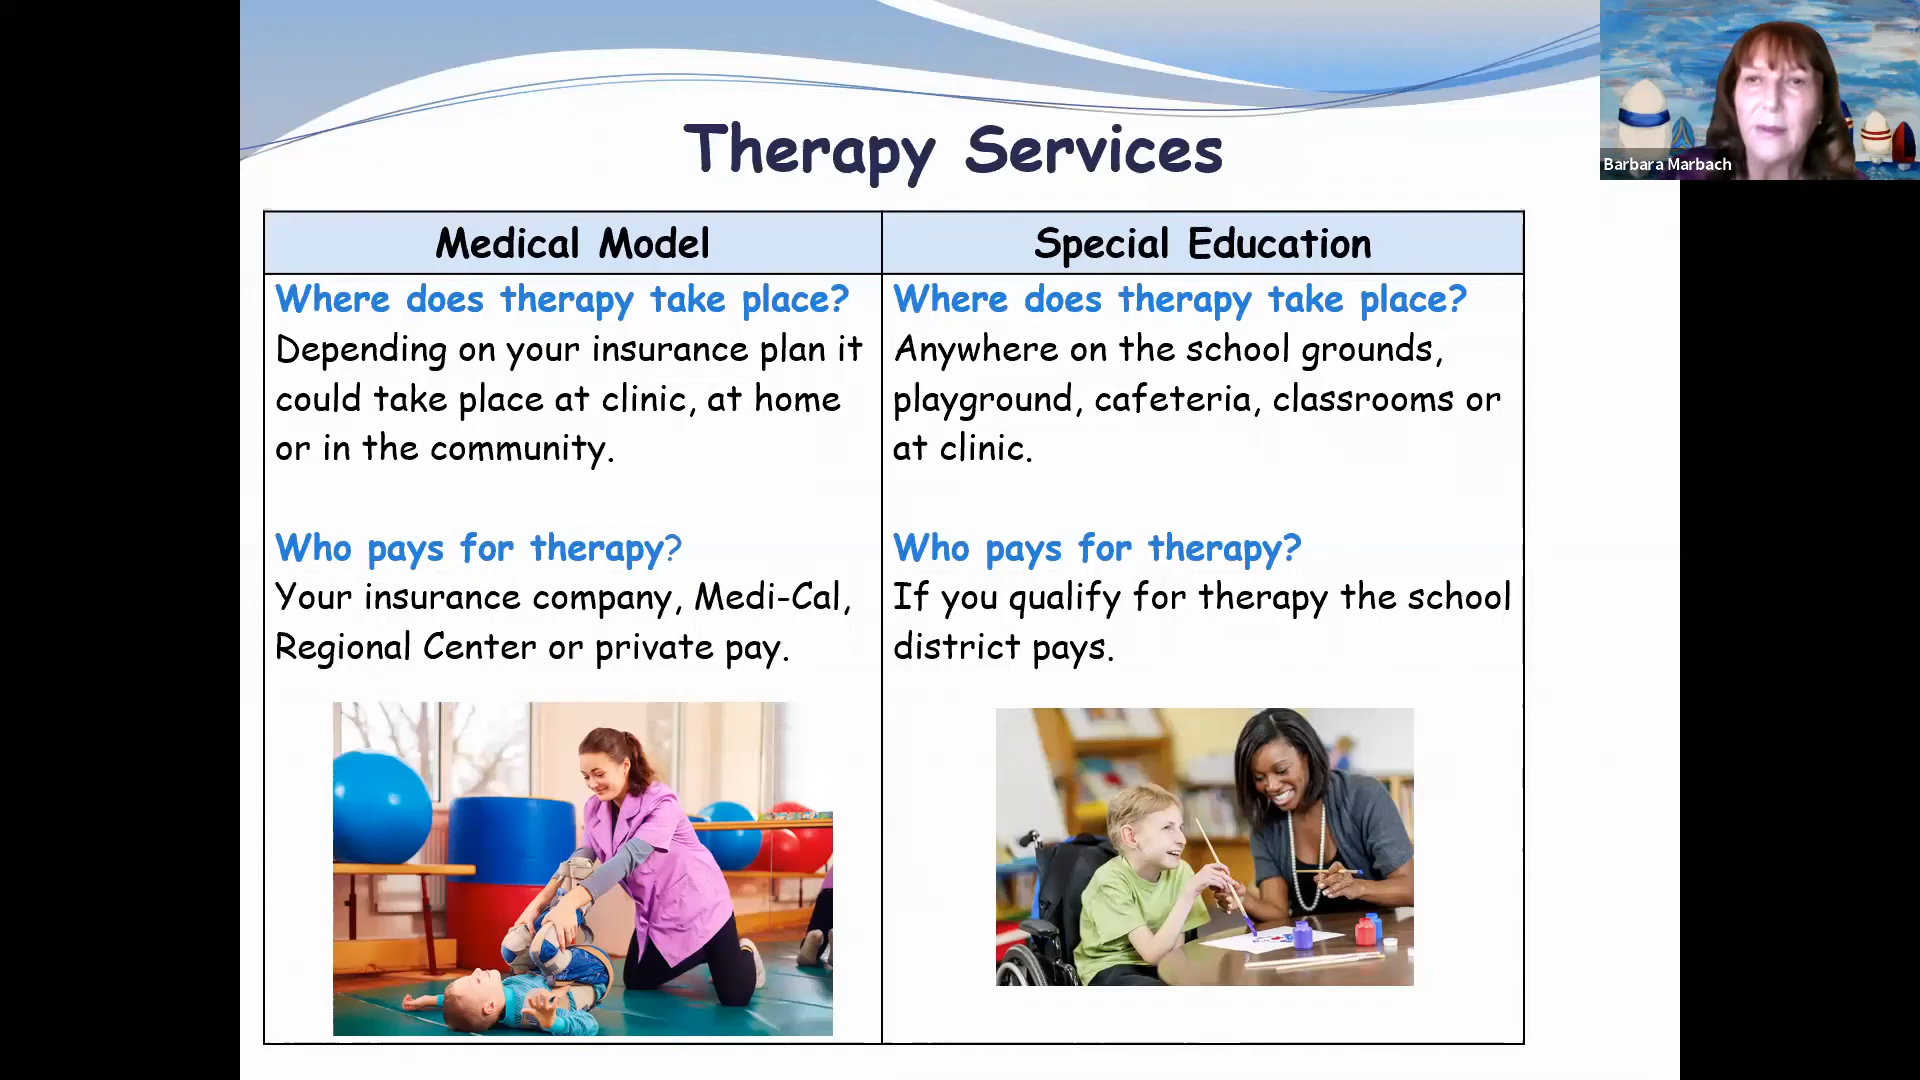 Therapy Services
Barbara Marbach
Medical Model
Where does therapy take place?
Depending on your insurance plan it
could take place at clinic, at home
or in the community.
Who pays for therapy?
Your insurance company, Medi-Cal,
Regional Center or private pay.
Special Education
Where does therapy take place?
Anywhere on the school grounds,
playground, cafeteria, classrooms or
at clinic.
Who pays for therapy?
If you qualify for therapy the school
district pays.